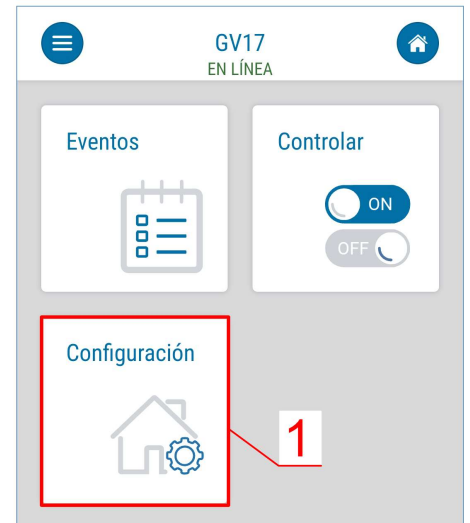 GV17
EN LÍNEA
Eventos
Controlar
ON
OFF
Configuración
1